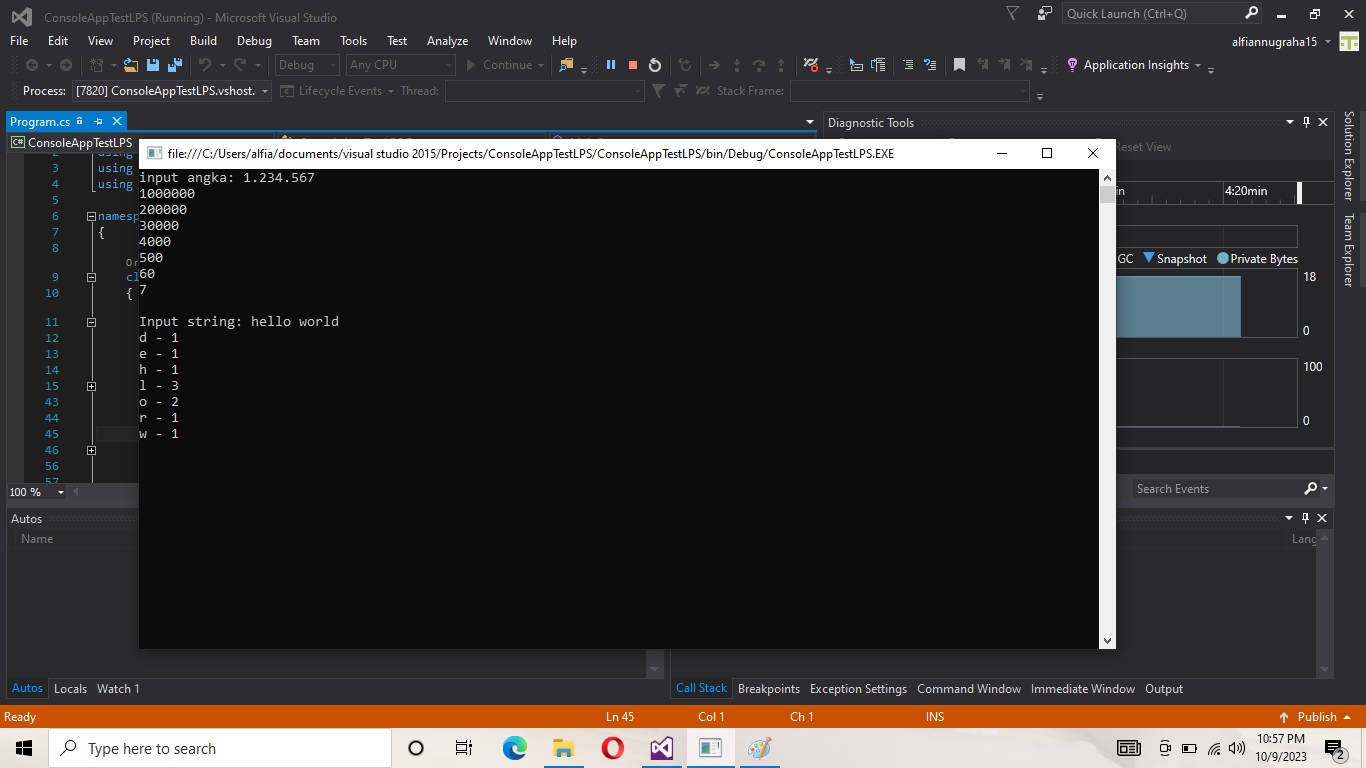 ConsoleAppTestLPS (Running) - Microsoft Visual Studio
Quick Launch (Ctrl+Q)
File Edit View Project Build Debug Team Tools Test Analyze Window Help
alfiannugraha15
Debug Any CPU Continue Application Insights
Process: [7820] ConsoleAppTestLPS.vshost. Lifecycle Events Thread: Stack Frame:
Program.cs
Diagnostic Tools
ConsoleAppTestLPS
file:///C:/Users/alfia/documents/visual studio 2015/Projects/ConsoleAppTestLPS/ConsoleAppTestLPS/bin/Debug/ConsoleAppTestLPS.EXE
Reset View
2 using
3 using
4 using
5
6 namesp
7 {
8
9 cl
10 {
11
12
13
14
15
43
44
45
46
56
57
input angka: 1.234.567
1000000
200000
30000
4000
500
60
7
Input string: hello world
d - 1
e - 1
h - 1
l - 3
o - 2
r - 1
w - 1
4:20min
GC Snapshot Private Bytes
18
0
100
0
100 %
Search Events
Autos
Name
Lang
Autos Locals Watch 1
Call Stack Breakpoints Exception Settings Command Window Immediate Window Output
Ready Ln 45 Col 1 Ch 1 INS Publish
Type here to search
10:57 PM
10/9/2023
2